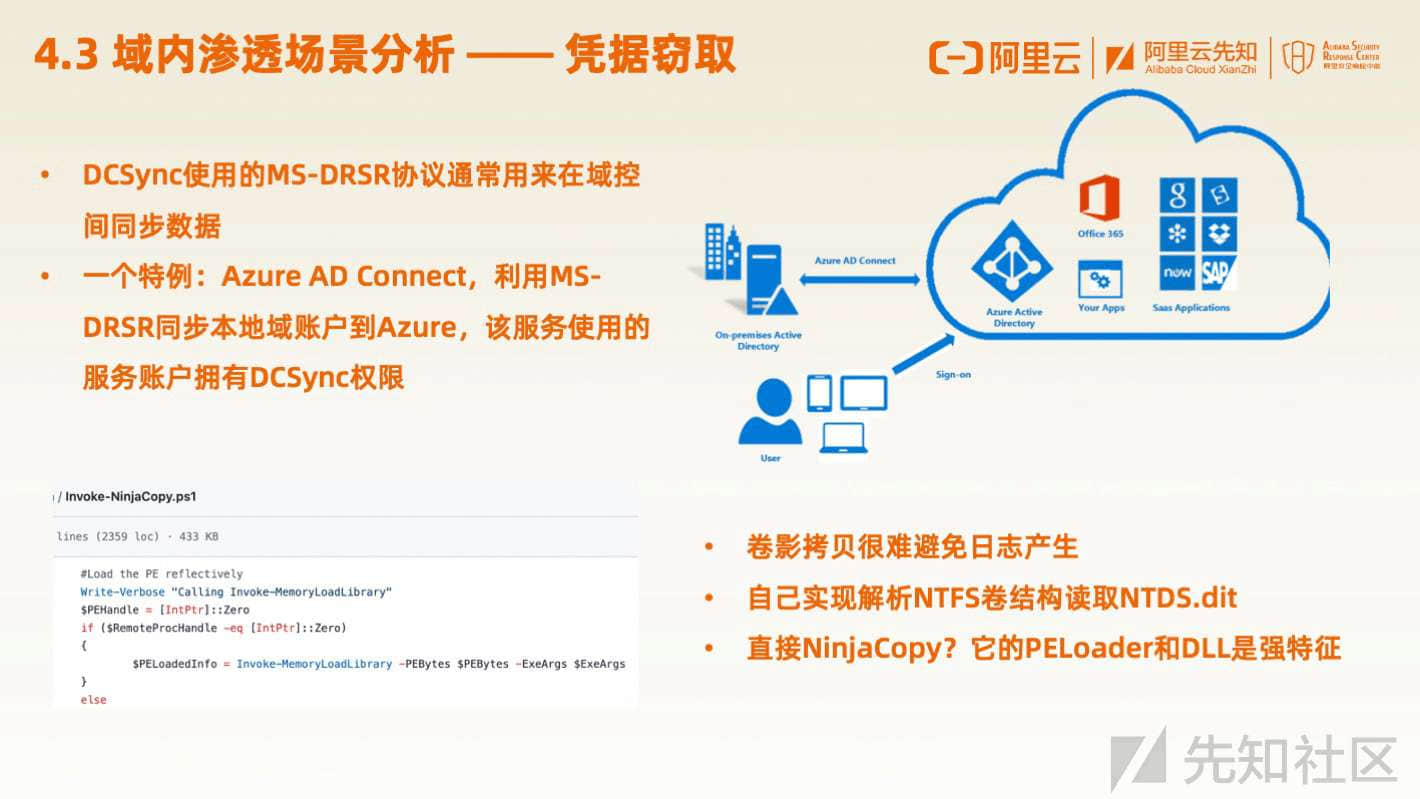 4.3 域内渗透场景分析 —— 凭据窃取
阿里云
阿里云先知
Alibaba Cloud XianZhi
ALIBABA SECURITY
RESPONSE CENTER
阿里安全响应中心
• DCSync使用的MS-DRSR协议通常用来在域控
间同步数据
• 一个特例：Azure AD Connect，利用MS-
DRSR同步本地域账户到Azure，该服务使用的
服务账户拥有DCSync权限
Office 365
Azure AD Connect
now
SAP
Azure Active
Directory
Your Apps
Saas Applications
On-premises Active
Directory
Sign-on
User
/ Invoke-NinjaCopy.ps1
lines (2359 loc) · 433 KB
#Load the PE reflectively
Write-Verbose "Calling Invoke-MemoryLoadLibrary"
$PEHandle = [IntPtr]::Zero
if ($RemoteProcHandle -eq [IntPtr]::Zero)
{
$PELoadedInfo = Invoke-MemoryLoadLibrary -PEBytes $PEBytes -ExeArgs $ExeArgs
}
else
• 卷影拷贝很难避免日志产生
• 自己实现解析NTFS卷结构读取NTDS.dit
• 直接NinjaCopy？它的PELoader和DLL是强特征
先知社区